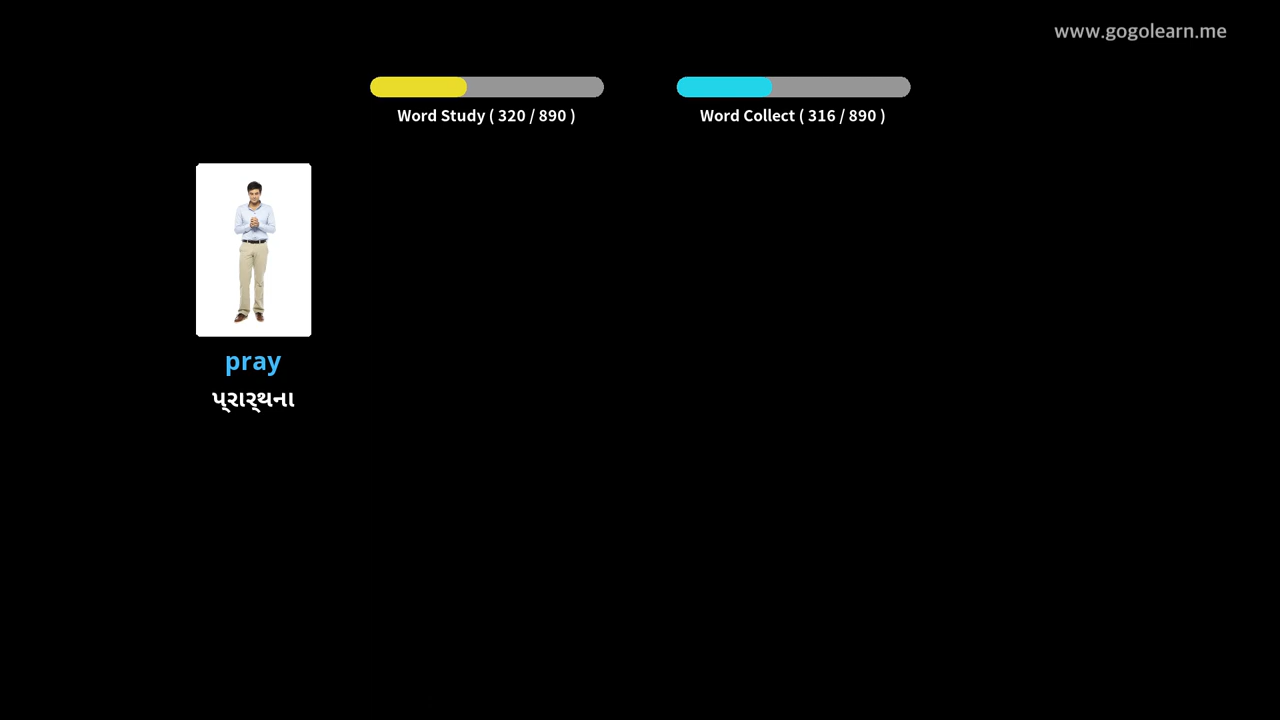 www.gogolearn.me
Word Study ( 320 / 890 )
Word Collect ( 316 / 890 )
pray
પ્રાર્થના